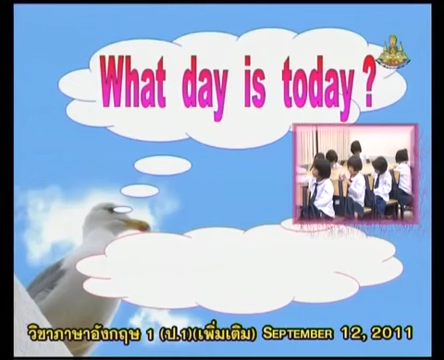 What day is today ?
วิชาภาษาอังกฤษ 1 (ป.1)(เพิ่มเติม) SEPTEMBER 12, 2011